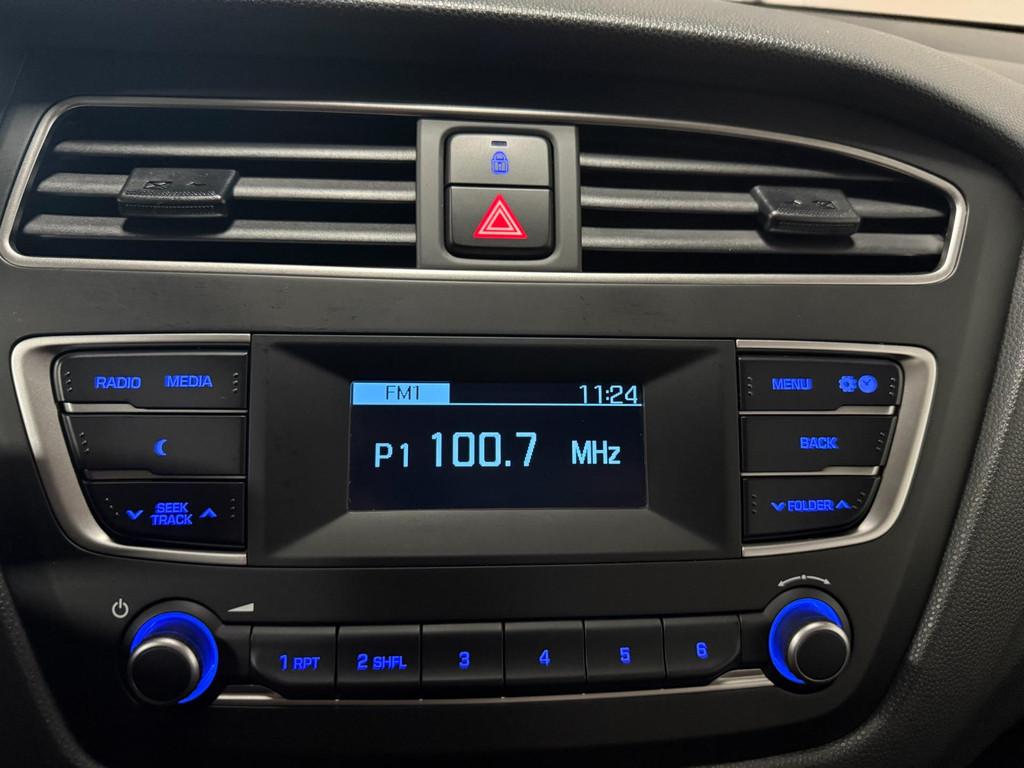 RADIO MEDIA
FM1 11:24
MENU
P1 100.7 MHz
BACK
SEEK
TRACK
FOLDER
1 RPT 2 SHFL 3 4 5 6